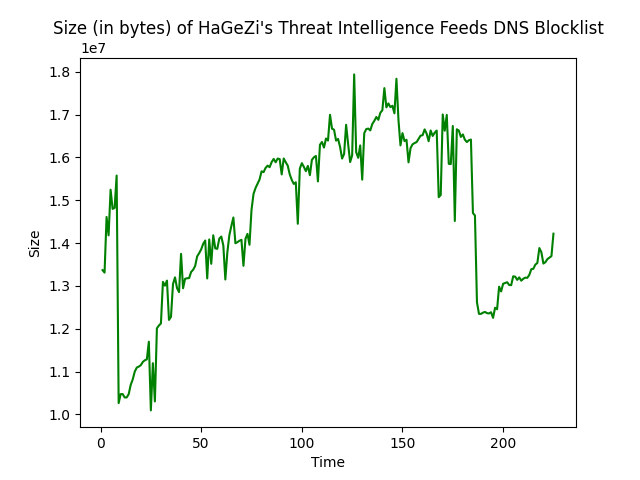 Size (in bytes) of HaGeZi's Threat Intelligence Feeds DNS Blocklist
1e7
1.8
1.7
1.6
1.5
1.4
1.3
1.2
1.1
1.0
Size
0 50 100 150 200
Time